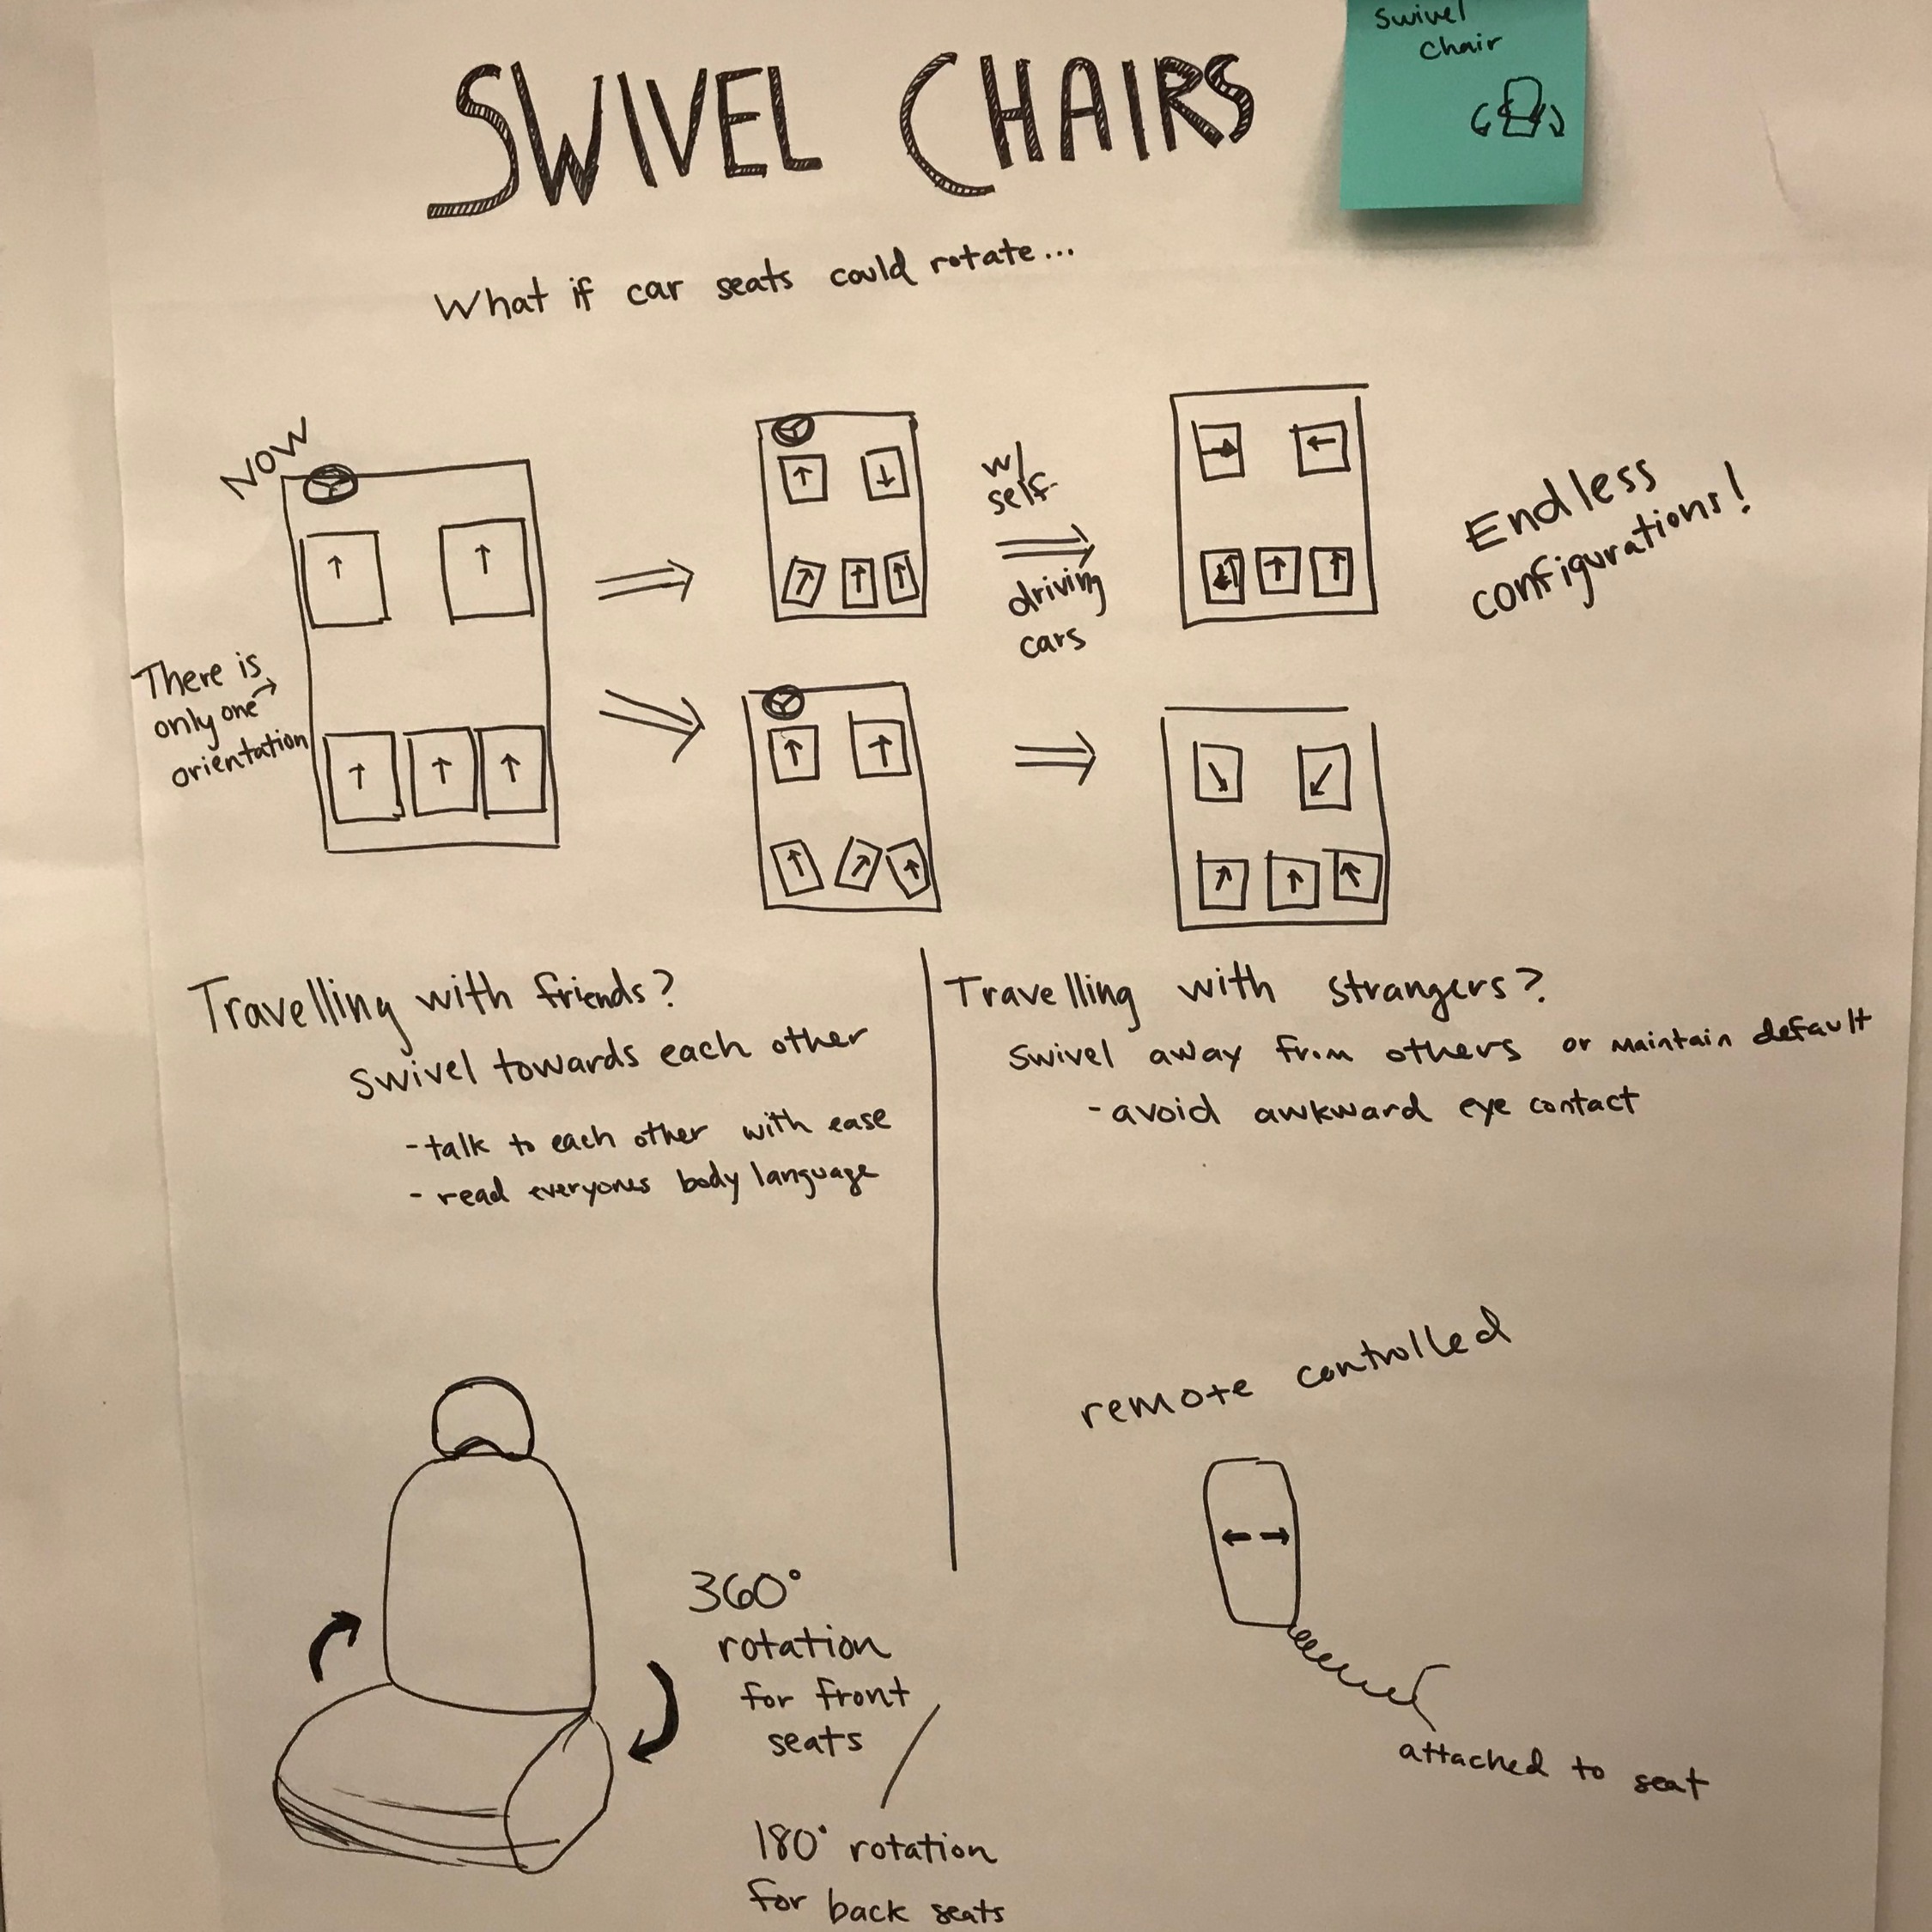 swivel
chair
SWIVEL CHAIRS
What if car seats could rotate...
NOW
There is
only one
orientation
w/
self-
driving
cars
Endless
configurations!
Travelling with friends?
swivel towards each other
- talk to each other with ease
- read everyones body language
Travelling with strangers?
swivel away from others or maintain default
- avoid awkward eye contact
remote controlled
attached to seat
360°
rotation
for front
seats
/
180° rotation
for back seats